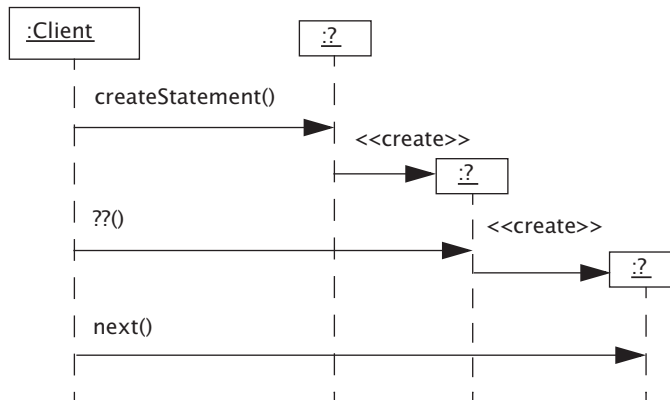 :Client
:?
createStatement()
<<create>>
:?
??()
<<create>>
:?
next()